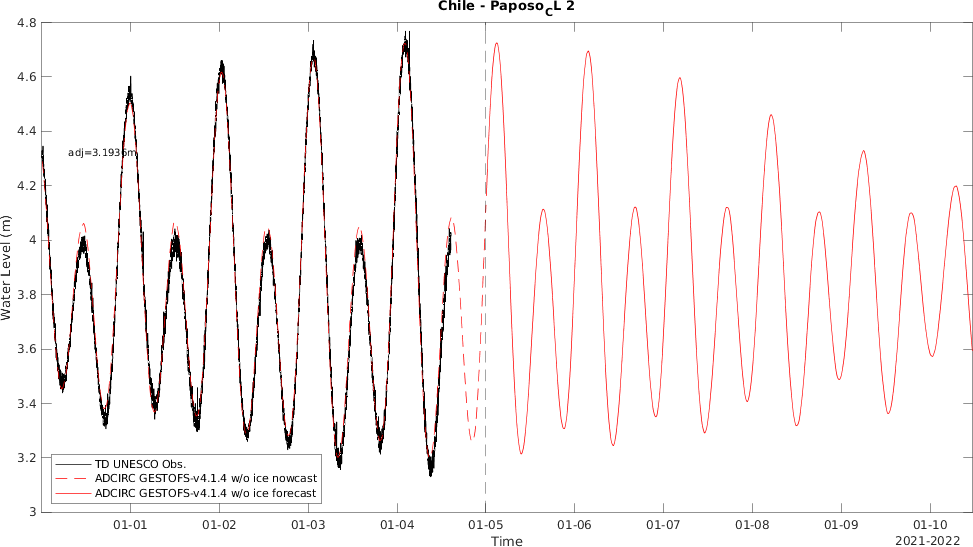 Chile - Paposo_CL 2
4.8
4.6
4.4
4.2
4
3.8
3.6
3.4
3.2
3
Water Level (m)
adj=3.1936m
TD UNESCO Obs.
ADCIRC GESTOFS-v4.1.4 w/o ice nowcast
ADCIRC GESTOFS-v4.1.4 w/o ice forecast
01-01 01-02 01-03 01-04 01-05 01-06 01-07 01-08 01-09 01-10
Time
2021-2022